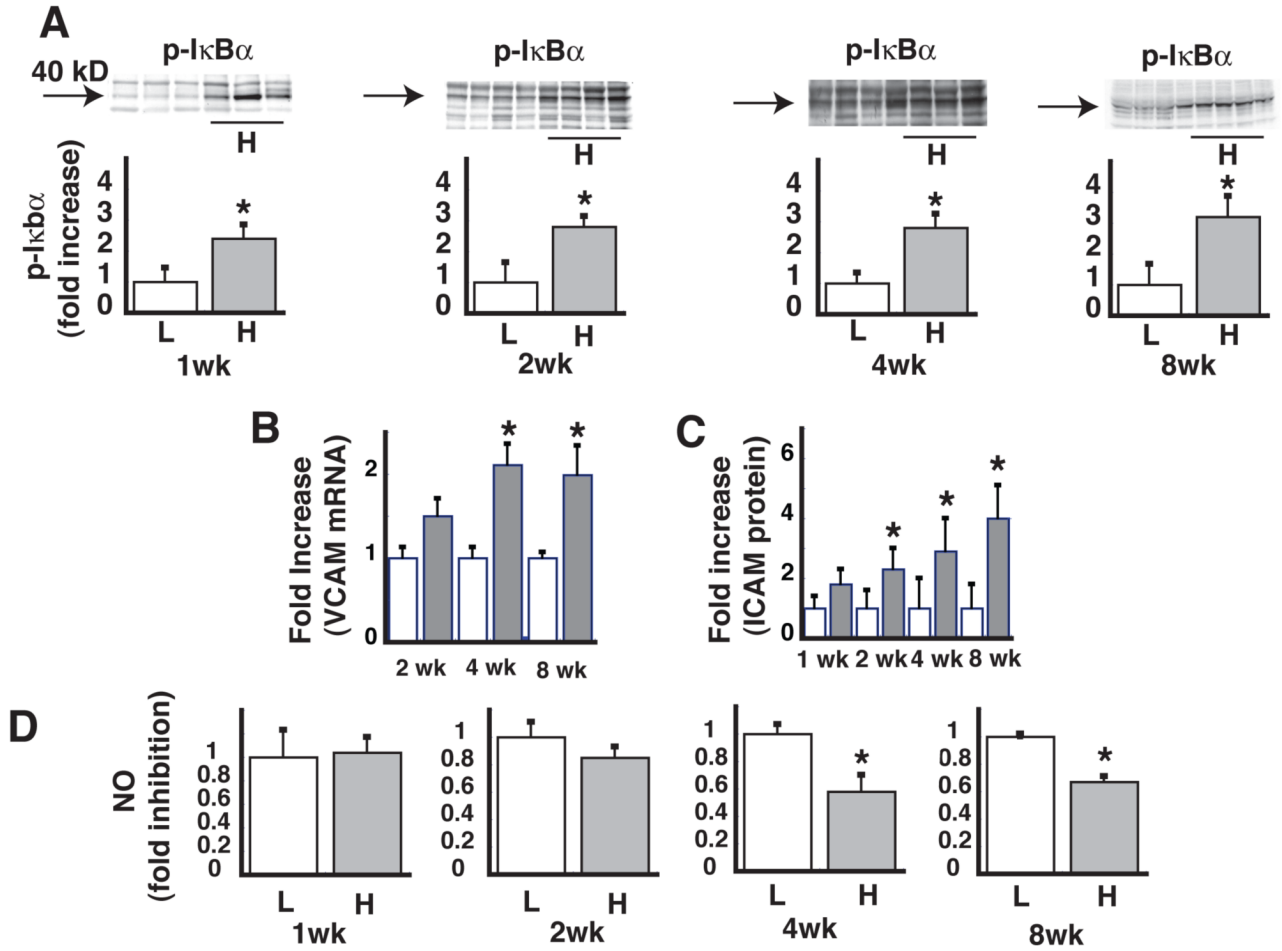 A
p-IκBα
p-IκBα
p-IκBα
p-IκBα
40 kD
H
H
H
H
p-Iκbα
(fold increase)
4
3
2
1
0
*
L
H
1wk
4
3
2
1
0
*
L
H
2wk
4
3
2
1
0
*
L
H
4wk
4
3
2
1
0
*
L
H
8wk
B
Fold Increase
(VCAM mRNA)
2
1
0
*
*
2 wk
4 wk
8 wk
C
Fold increase
(ICAM protein)
6
4
2
0
*
*
*
1 wk
2 wk
4 wk
8 wk
D
NO
(fold inhibition)
1
0.8
0.6
0.4
0.2
0
L
H
1wk
1
0.8
0.6
0.4
0.2
0
L
H
2wk
1
0.8
0.6
0.4
0.2
0
*
L
H
4wk
1
0.8
0.6
0.4
0.2
0
*
L
H
8wk